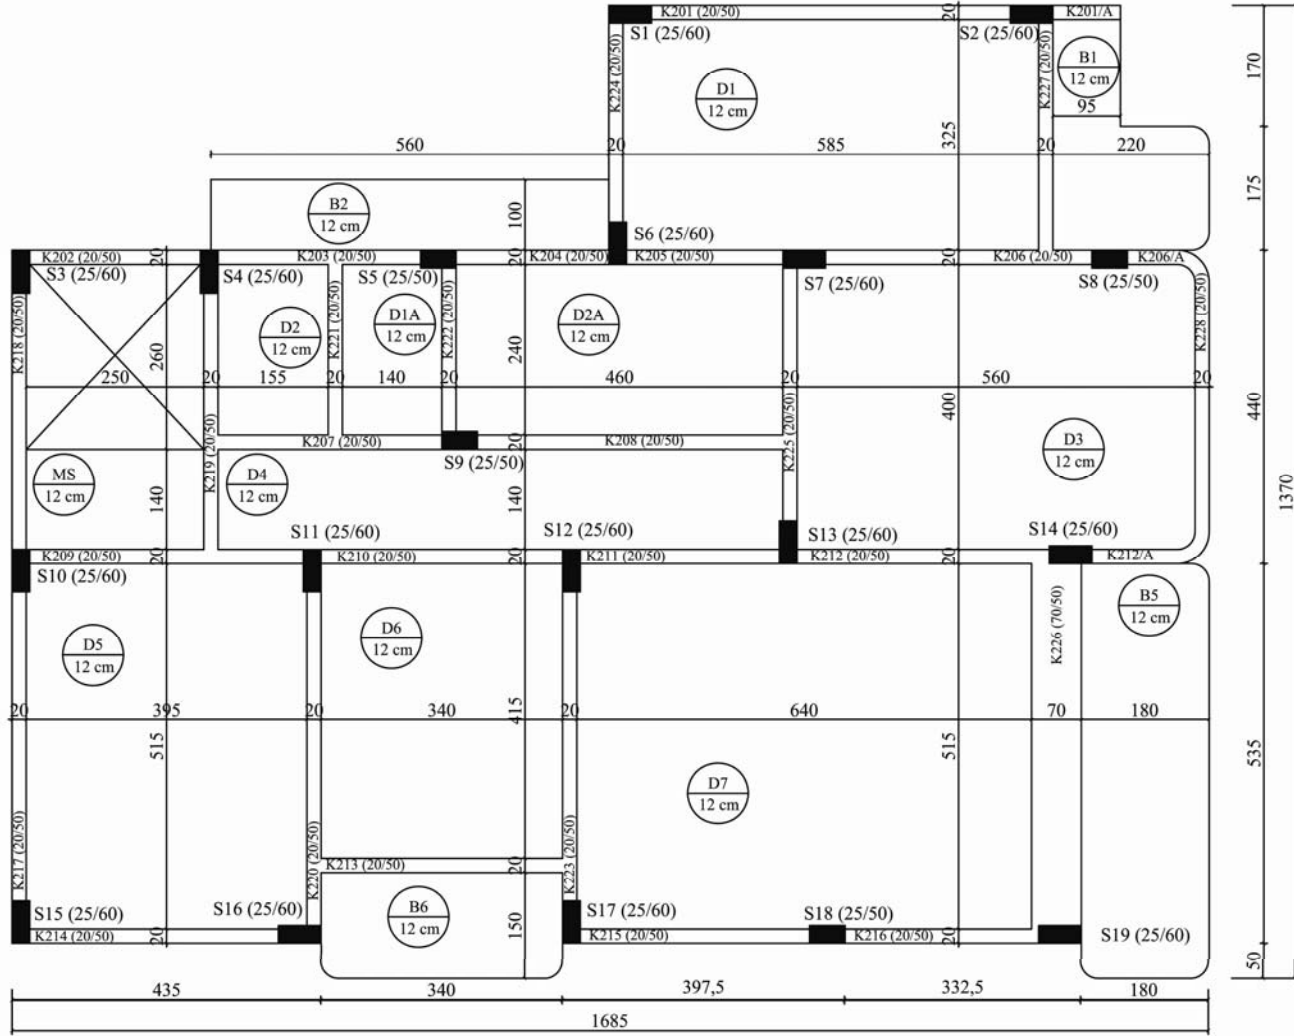 K201 (20/50)
20
K201/A
S1 (25/60)
S2 (25/60)
K224 (20/50)
K227 (20/50)
B1
12 cm
D1
12 cm
95
170
560
20
585
325
20
220
175
B2
12 cm
100
S6 (25/60)
K202 (20/50)
20
K203 (20/50)
20
K204 (20/50)
K205 (20/50)
K206 (20/50)
K206/A
S3 (25/60)
S4 (25/60)
S5 (25/50)
S7 (25/60)
S8 (25/50)
K218 (20/50)
K221 (20/50)
K222 (20/50)
K228 (20/50)
D2
12 cm
D1A
12 cm
D2A
12 cm
260
240
250
20
155
20
140
20
460
20
560
20
400
440
K219 (20/50)
K225 (20/50)
K207 (20/50)
20
K208 (20/50)
S9 (25/50)
D3
12 cm
MS
12 cm
D4
12 cm
140
140
1370
S11 (25/60)
S12 (25/60)
S13 (25/60)
S14 (25/60)
K209 (20/50)
20
K210 (20/50)
20
K211 (20/50)
K212 (20/50)
20
K212/A
S10 (25/60)
B5
12 cm
K226 (70/50)
D5
12 cm
D6
12 cm
20
395
20
340
415
20
640
70
180
515
515
535
D7
12 cm
K217 (20/50)
K220 (20/50)
K213 (20/50)
20
K223 (20/50)
B6
12 cm
150
S15 (25/60)
S16 (25/60)
S17 (25/60)
S18 (25/50)
S19 (25/60)
K214 (20/50)
20
K215 (20/50)
K216 (20/50)
20
50
435
340
397,5
332,5
180
1685